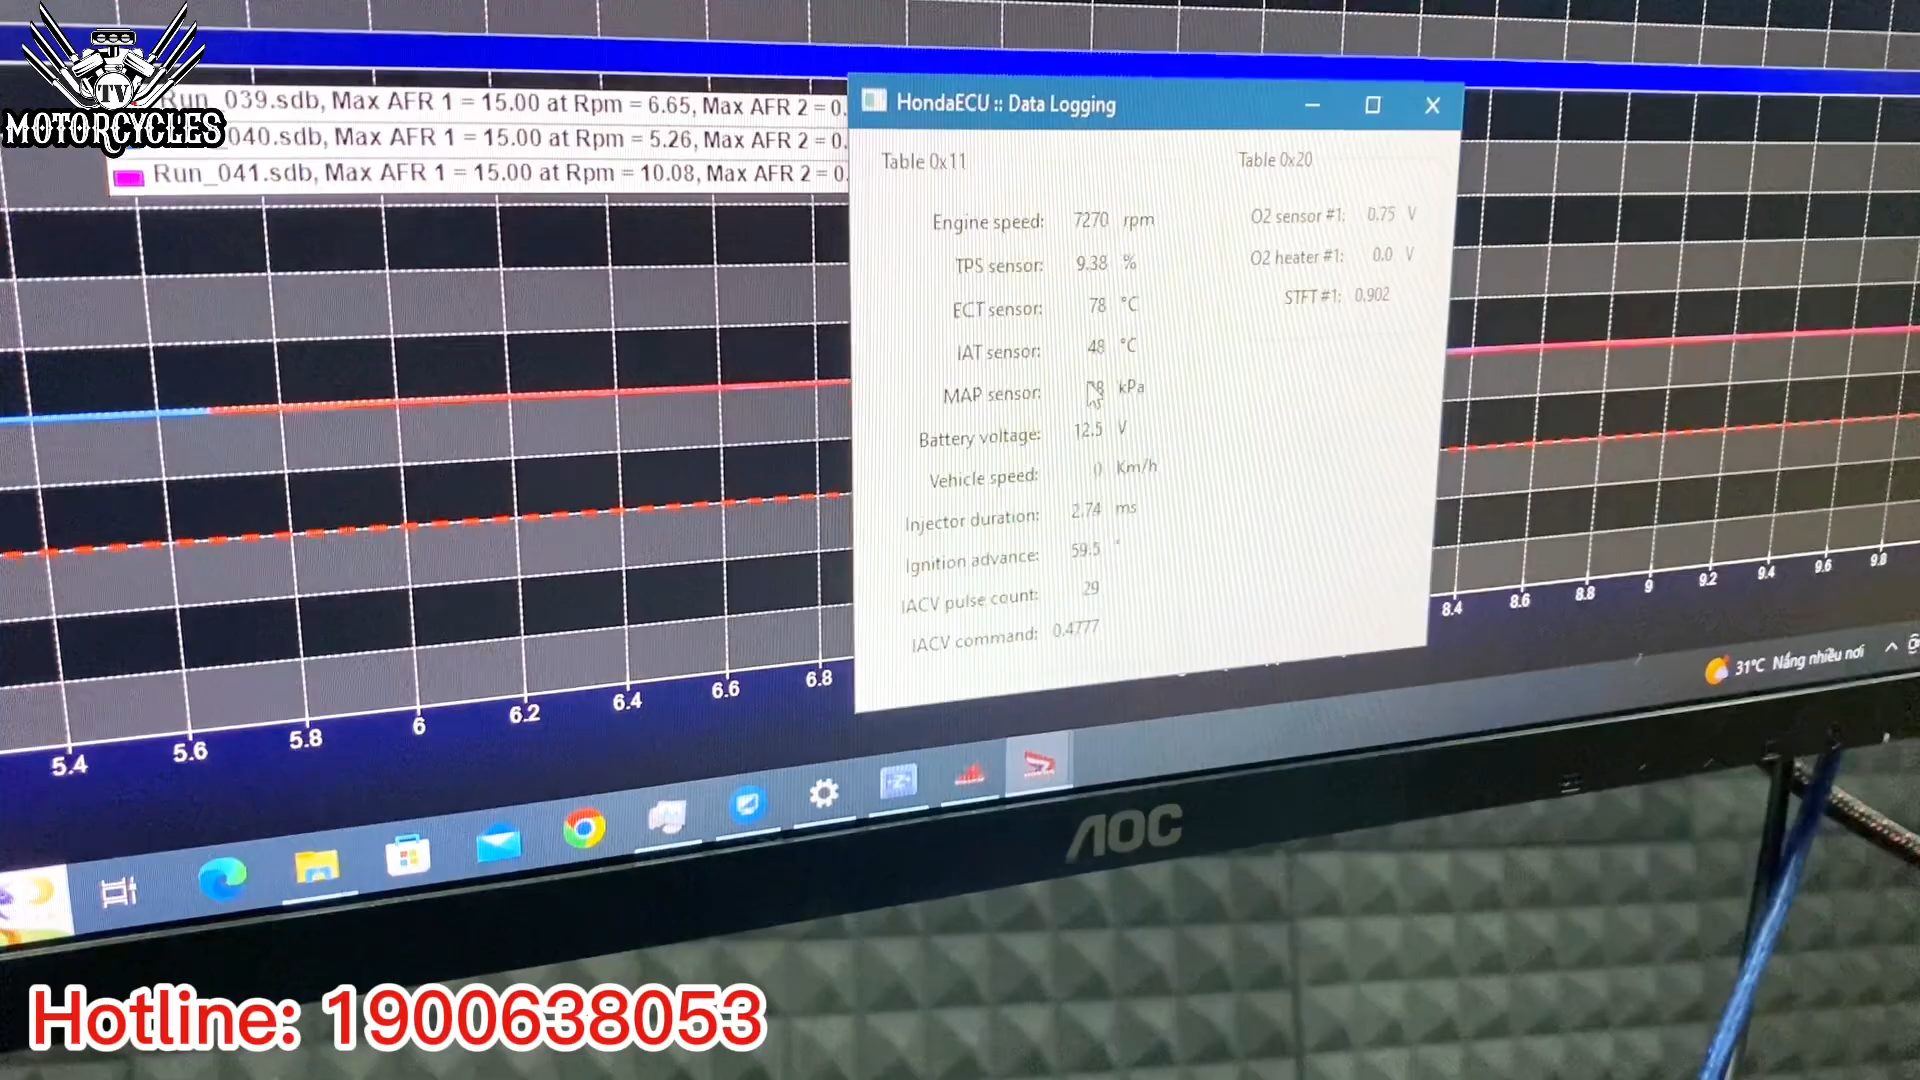 TV
MOTORCYCLES
Run_039.sdb, Max AFR 1 = 15.00 at Rpm = 6.65, Max AFR 2 = 0.
_040.sdb, Max AFR 1 = 15.00 at Rpm = 5.26, Max AFR 2 = 0.
Run_041.sdb, Max AFR 1 = 15.00 at Rpm = 10.08, Max AFR 2 = 0.
HondaECU :: Data Logging
Table 0x11
Engine speed: 7270 rpm
TPS sensor: 9.38 %
ECT sensor: 78 °C
IAT sensor: 48 °C
MAP sensor: kPa
Battery voltage: 12.5 V
Vehicle speed: 0 Km/h
Injector duration: 2.74 ms
Ignition advance: 59.5 °
IACV pulse count: 29
IACV command: 0.4777
Table 0x20
O2 sensor #1: 0.75 V
O2 heater #1: 0.0 V
STFT #1: 0.902
5.4 5.6 5.8 6 6.2 6.4 6.6 6.8 8.4 8.6 8.8 9 9.2 9.4 9.6 9.8
31°C Nắng nhiều nơi
AOC
Hotline: 1900638053